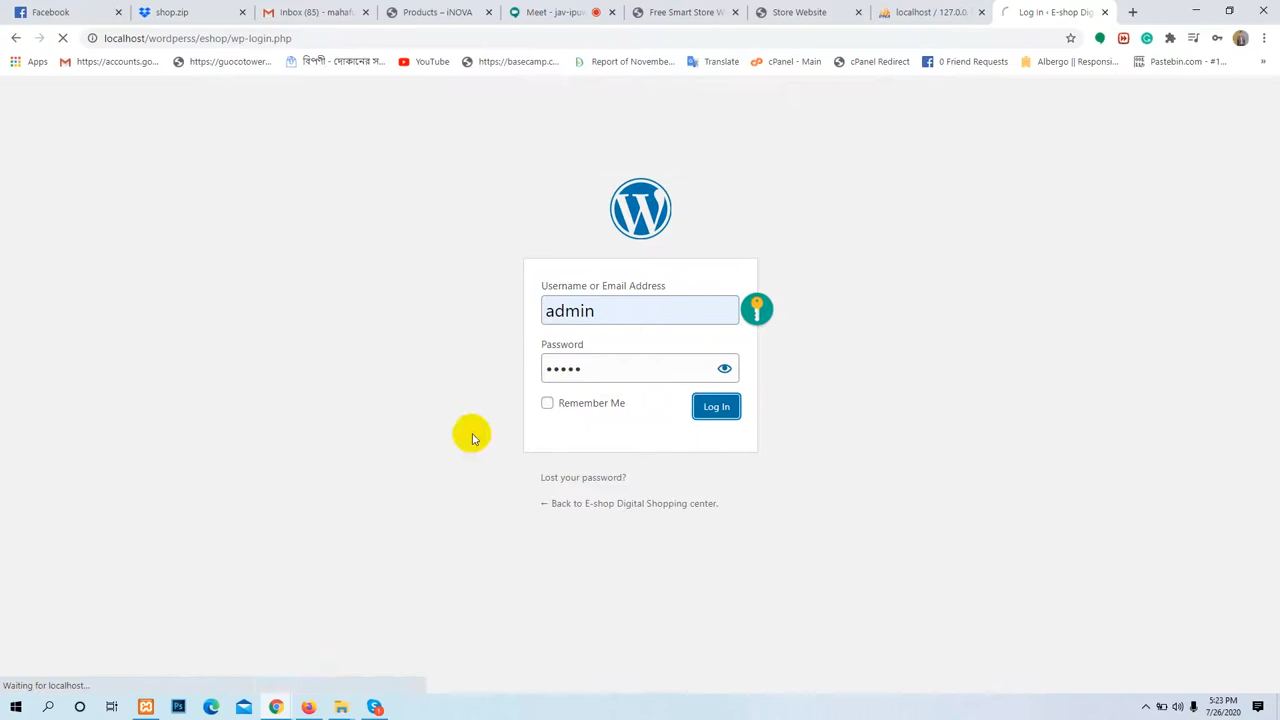 Facebook
shop.zip
Inbox (85) - mahaf
Products – iNOVA
Meet - jav-ipu
Free Smart Store W
Store Website
localhost / 127.0.0.
Log In ‹ E-shop Dig
localhost/wordperss/eshop/wp-login.php
Apps
https://accounts.go...
https://guocotower...
বিপণী - দোকানের স...
YouTube
https://basecamp.c...
Report of Novembe...
Translate
cPanel - Main
cPanel Redirect
0 Friend Requests
Albergo || Responsi...
Pastebin.com - #1...
»
Username or Email Address
admin
Password
•••••
Remember Me
Log In
Lost your password?
← Back to E-shop Digital Shopping center.
Waiting for localhost...
5:23 PM
7/26/2020